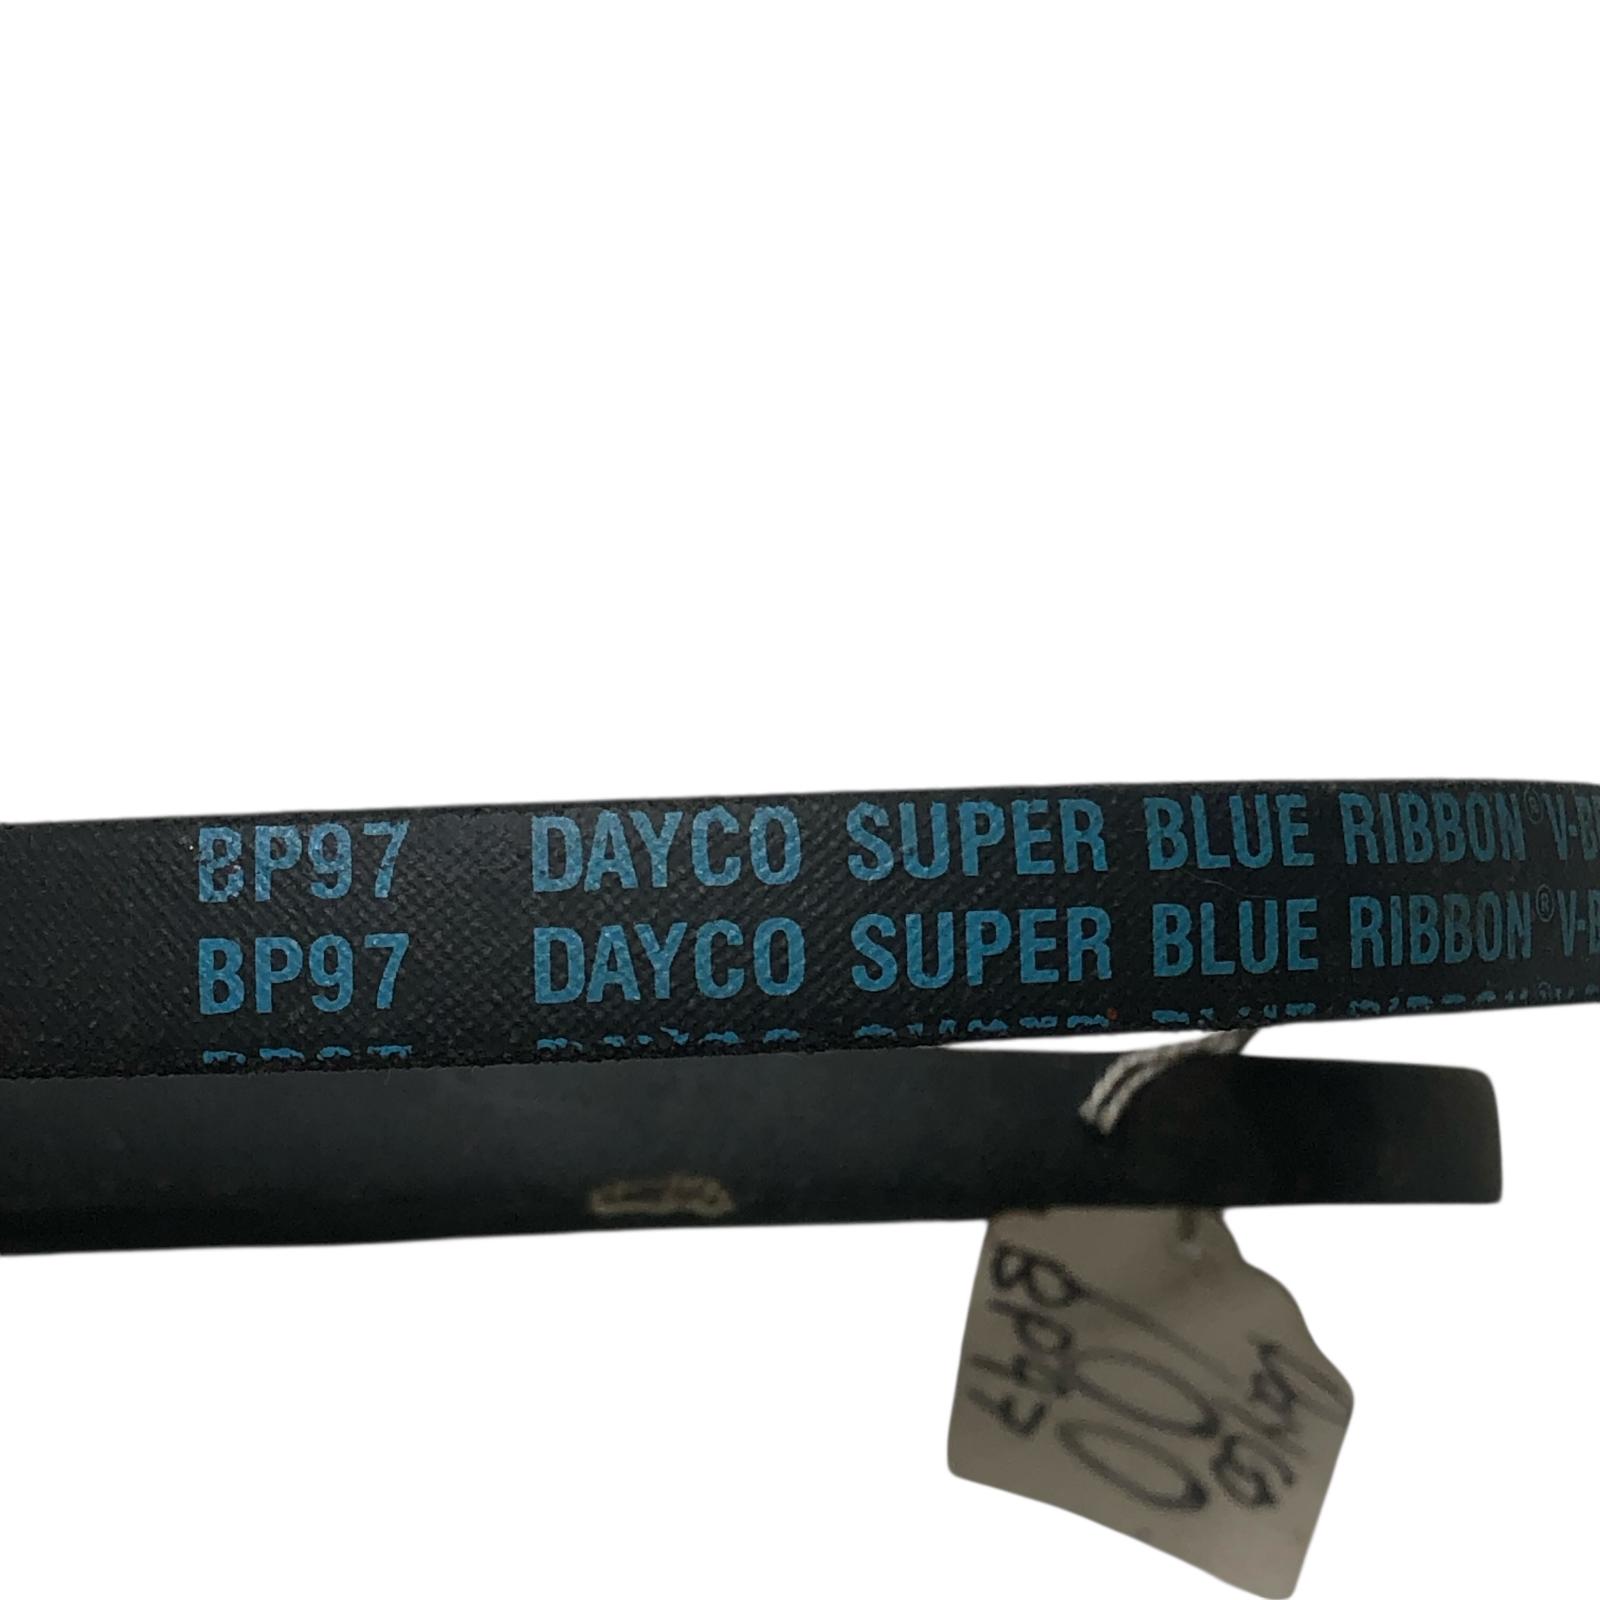 BP97 DAYCO SUPER BLUE RIBBON® V-B
BP97 DAYCO SUPER BLUE RIBBON® V-B
BP97